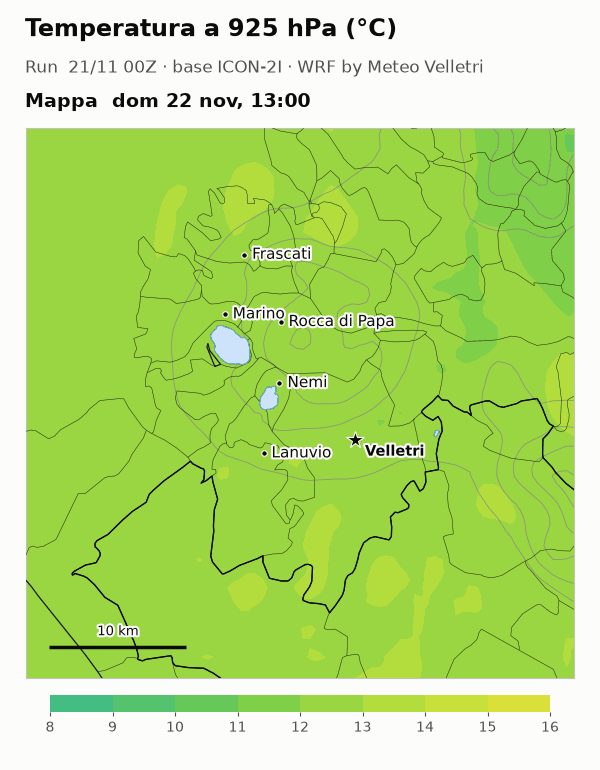 Temperatura a 925 hPa (°C)
Run  21/11 00Z · base ICON-2I · WRF by Meteo Velletri
Mappa  dom 22 nov, 13:00
Frascati
Marino
Rocca di Papa
Nemi
Velletri
Lanuvio
10 km
8 9 10 11 12 13 14 15 16